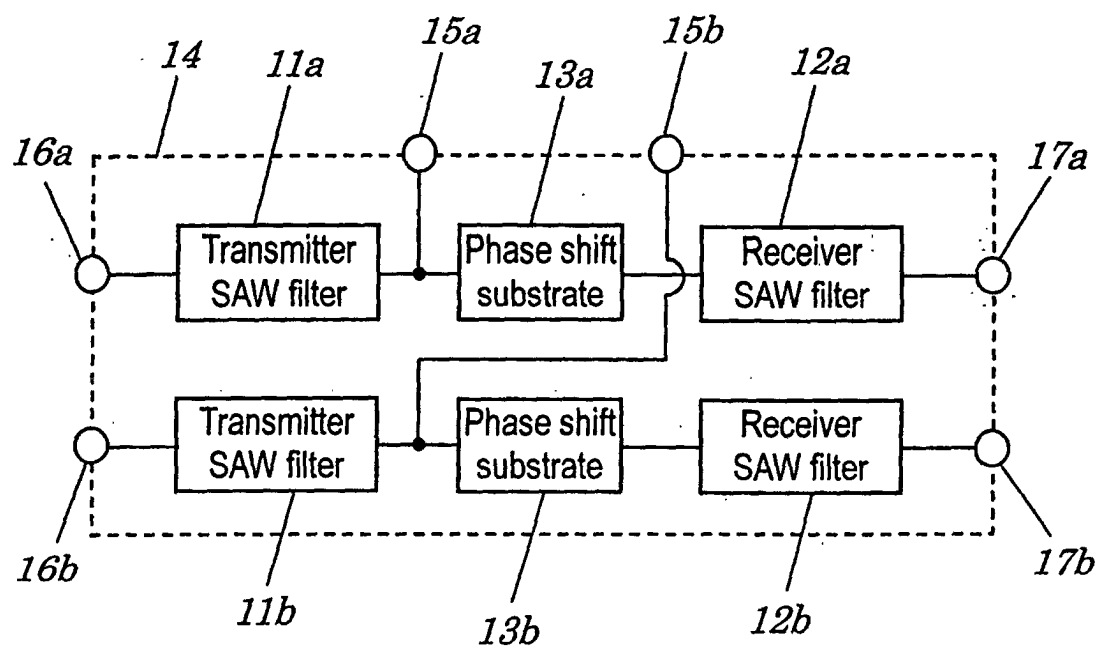 14
11a
15a
13a
15b
12a
16a
17a
Transmitter
SAW filter
Phase shift
substrate
Receiver
SAW filter
Transmitter
SAW filter
Phase shift
substrate
Receiver
SAW filter
16b
11b
13b
12b
17b